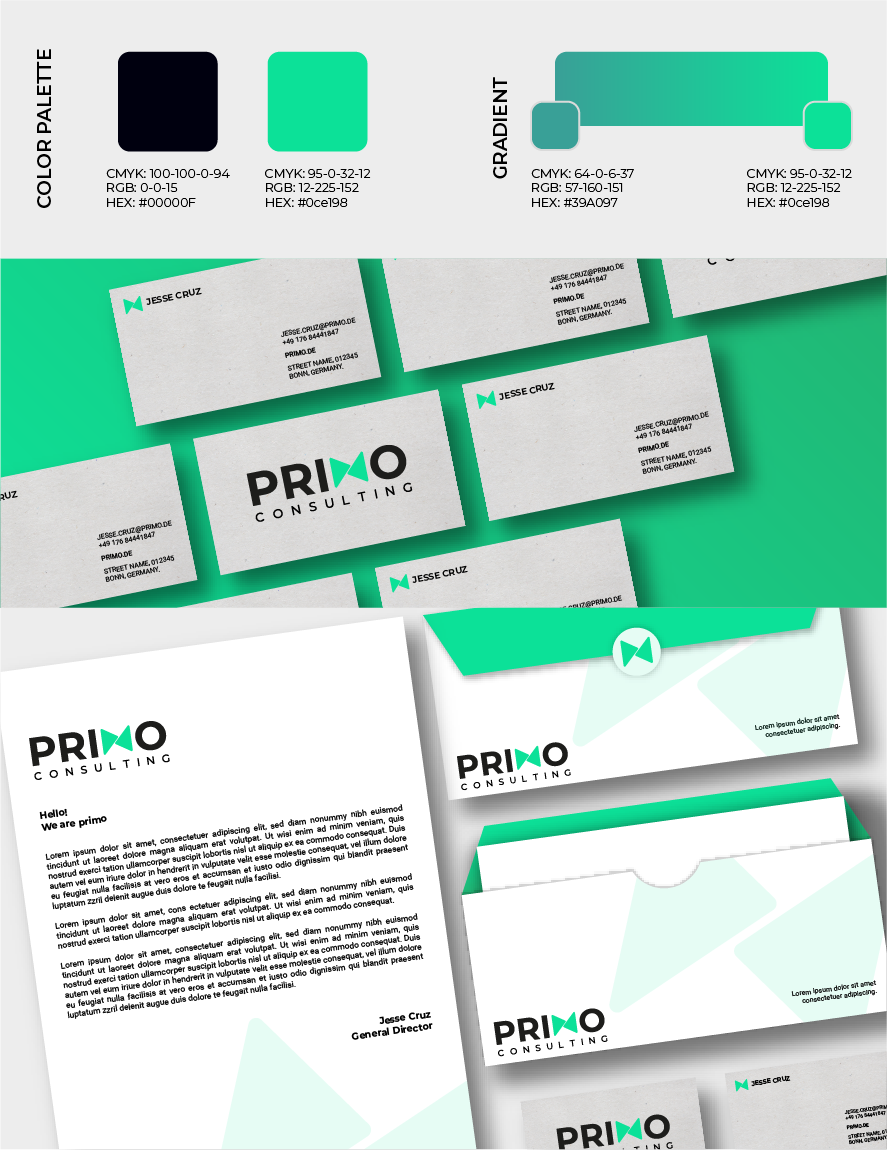 COLOR PALETTE
CMYK: 100-100-0-94
RGB: 0-0-15
HEX: #00000F
CMYK: 95-0-32-12
RGB: 12-225-152
HEX: #0ce198
GRADIENT
CMYK: 64-0-6-37
RGB: 57-160-151
HEX: #39A097
CMYK: 95-0-32-12
RGB: 12-225-152
HEX: #0ce198
JESSE CRUZ
JESSE.CRUZ@PRIMO.DE
+49 176 84441847
PRIMO.DE
STREET NAME, 012345
BONN, GERMANY.
JESSE.CRUZ@PRIMO.DE
+49 176 84441847
PRIMO.DE
STREET NAME, 012345
BONN, GERMANY.
RUZ
JESSE.CRUZ@PRIMO.DE
+49 176 84441847
PRIMO.DE
STREET NAME, 012345
BONN, GERMANY.
PRIMO
CONSULTING
JESSE CRUZ
JESSE.CRUZ@PRIMO.DE
+49 176 84441847
PRIMO.DE
STREET NAME, 012345
BONN, GERMANY.
JESSE CRUZ
JESSE.CRUZ@PRIMO.DE
PRIMO
CONSULTING
Hello!
We are primo
Lorem ipsum dolor sit amet, consectetuer adipiscing elit, sed diam nonummy nibh euismod
tincidunt ut laoreet dolore magna aliquam erat volutpat. Ut wisi enim ad minim veniam, quis
nostrud exerci tation ullamcorper suscipit lobortis nisl ut aliquip ex ea commodo consequat. Duis
autem vel eum iriure dolor in hendrerit in vulputate velit esse molestie consequat, vel illum dolore
eu feugiat nulla facilisis at vero eros et accumsan et iusto odio dignissim qui blandit praesent
luptatum zzril delenit augue duis dolore te feugait nulla facilisi.
Lorem ipsum dolor sit amet, cons ectetuer adipiscing elit, sed diam nonummy nibh euismod
tincidunt ut laoreet dolore magna aliquam erat volutpat. Ut wisi enim ad minim veniam, quis
nostrud exerci tation ullamcorper suscipit lobortis nisl ut aliquip ex ea commodo consequat.
Lorem ipsum dolor sit amet, consectetuer adipiscing elit, sed diam nonummy nibh euismod
tincidunt ut laoreet dolore magna aliquam erat volutpat. Ut wisi enim ad minim veniam, quis
nostrud exerci tation ullamcorper suscipit lobortis nisl ut aliquip ex ea commodo consequat. Duis
autem vel eum iriure dolor in hendrerit in vulputate velit esse molestie consequat, vel illum dolore
eu feugiat nulla facilisis at vero eros et accumsan et iusto odio dignissim qui blandit praesent
luptatum zzril delenit augue duis dolore te feugait nulla facilisi.
Jesse Cruz
General Director
PRIMO
CONSULTING
Lorem ipsum dolor sit amet
consectetuer adipiscing.
PRIMO
CONSULTING
Lorem ipsum dolor sit amet
consectetuer adipiscing.
PRIMO
JESSE CRUZ
JESSE.CRUZ@PRIM
+49 176 84441847
PRIMO.DE
STREET NAME, 01
BONN, GERMANY.